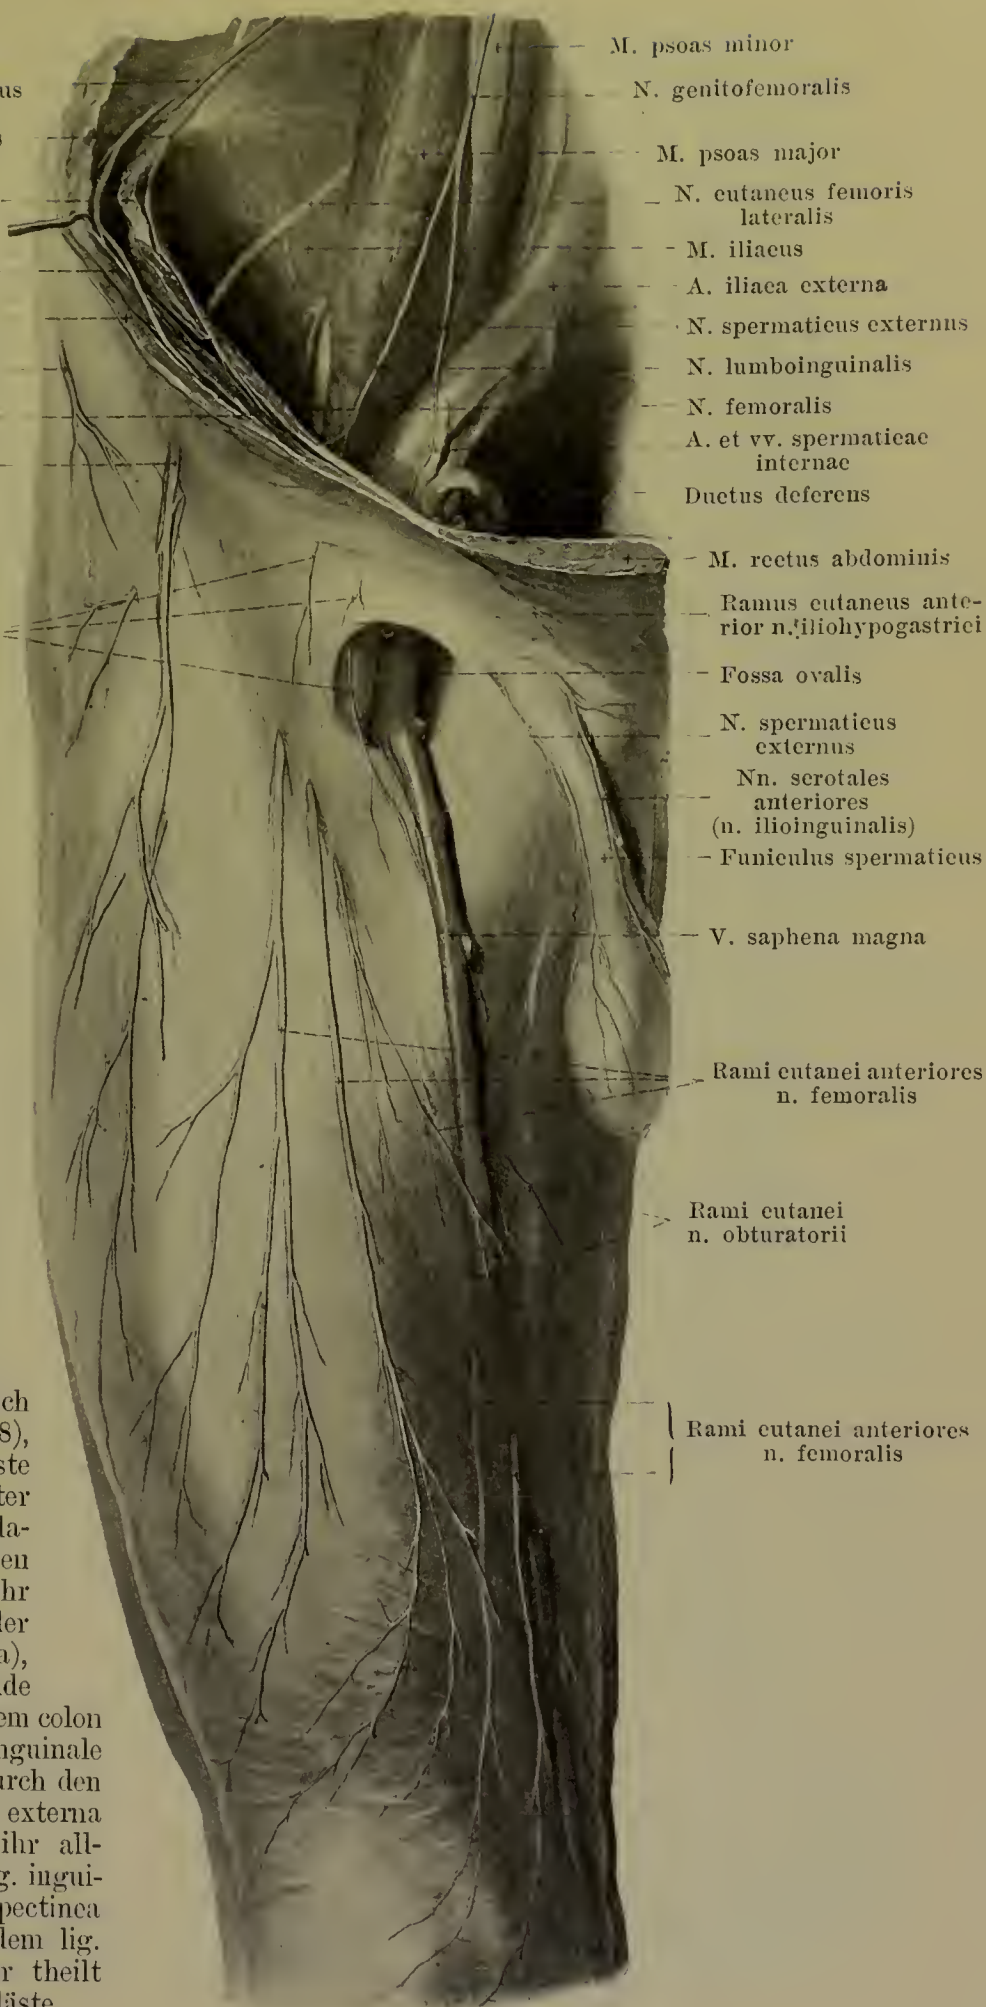 M. psoas minor
N. genitofemoralis
M. psoas major
N. cutaneus femoris
lateralis
M. iliacus
A. iliaca externa
N. spermaticus externus
N. lumboinguinalis
N. femoralis
A. et vv. spermaticae
internae
Ductus deferens
M. rectus abdominis
Ramus cutaneus ante-
rior n. iliohypogastrici
Fossa ovalis
N. spermaticus
externus
Nn. scrotales
anteriores
(n. ilioinguinalis)
Funiculus spermaticus
V. saphena magna
Rami cutanei anteriores
n. femoralis
Rami cutanei
n. obturatorii
Rami cutanei anteriores
n. femoralis
us
s
ch
8),
ste
ter
la-
en
hr
ler
a),
de
em colon
nguinale
urch den
externa
ihr all-
g. ingui-
pectinea
dem lig.
r theilt
läste